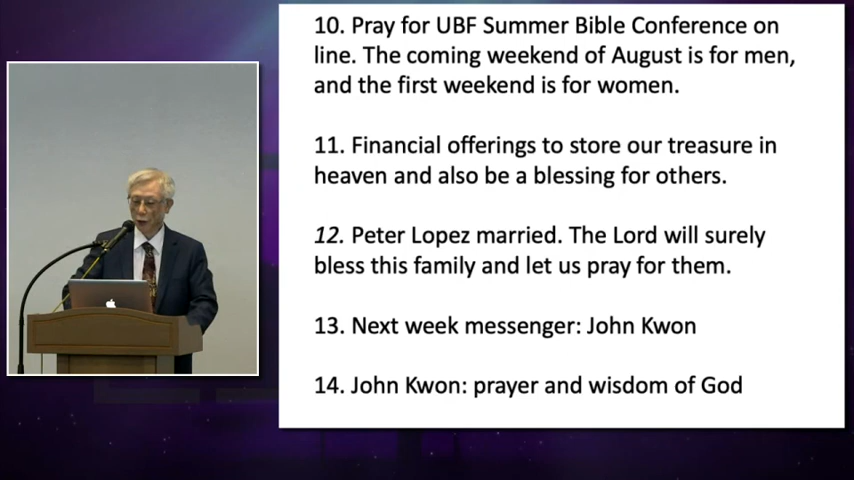 10. Pray for UBF Summer Bible Conference on
line. The coming weekend of August is for men,
and the first weekend is for women.
11. Financial offerings to store our treasure in
heaven and also be a blessing for others.
12. Peter Lopez married. The Lord will surely
bless this family and let us pray for them.
13. Next week messenger: John Kwon
14. John Kwon: prayer and wisdom of God